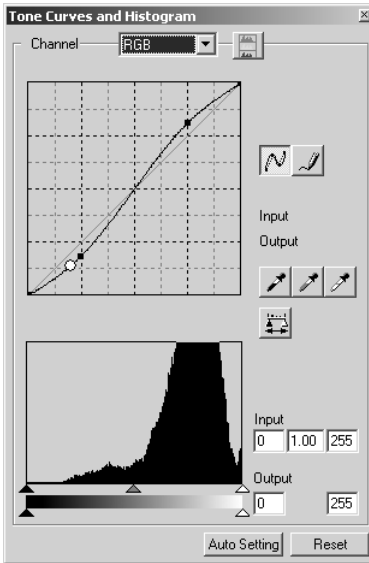 Tone Curves and Histogram
Channel RGB
Input
Output
Input
0 1.00 255
Output
0 255
Auto Setting Reset